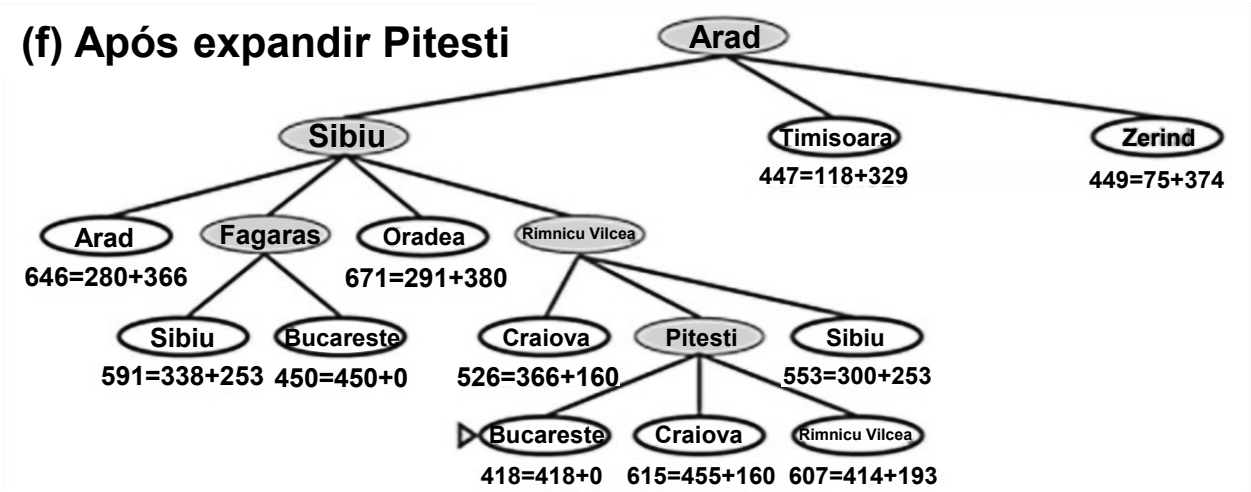 (f) Após expandir Pitesti
Arad
Sibiu
Timisoara
Zerind
447=118+329
449=75+374
Arad
Fagaras
Oradea
Rimnicu Vilcea
646=280+366
671=291+380
Sibiu
Bucareste
Craiova
Pitesti
Sibiu
591=338+253
450=450+0
526=366+160
553=300+253
Bucareste
Craiova
Rimnicu Vilcea
418=418+0
615=455+160
607=414+193